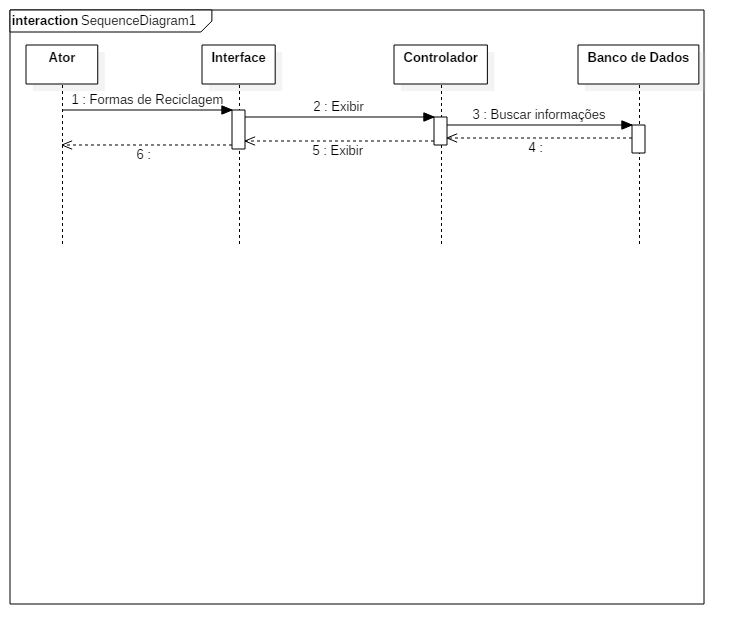 interaction SequenceDiagram1
Ator
Interface
Controlador
Banco de Dados
1 : Formas de Reciclagem
2 : Exibir
3 : Buscar informações
4 :
5 : Exibir
6 :